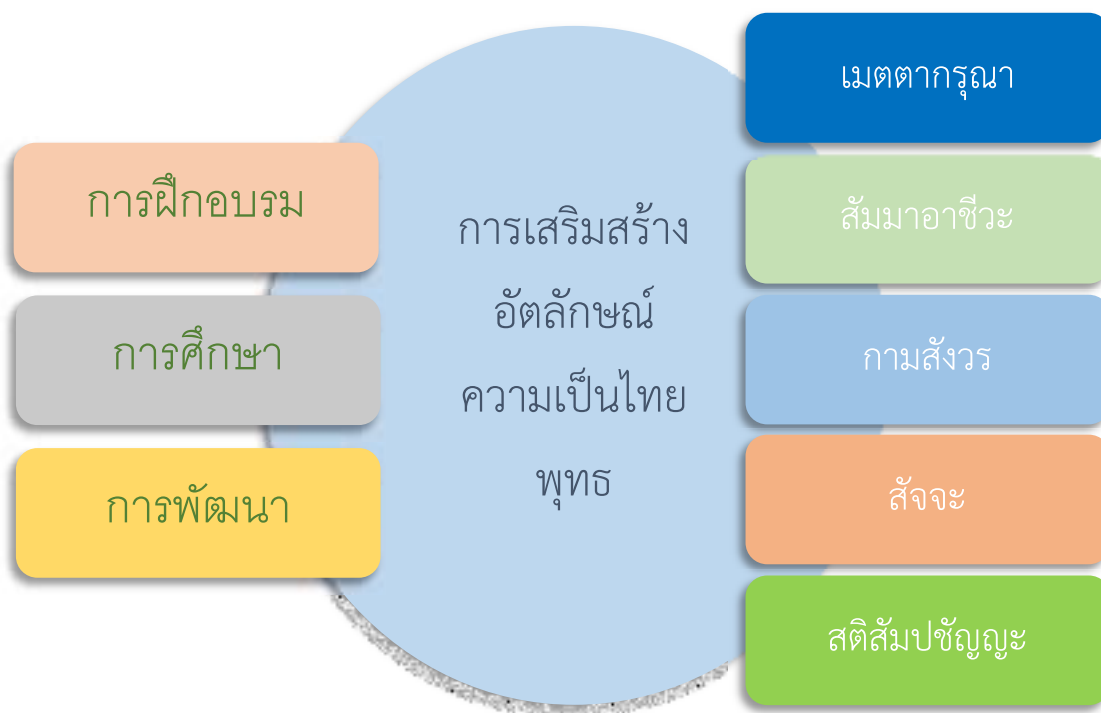 การฝึกอบรม
การศึกษา
การพัฒนา
การเสริมสร้าง
อัตลักษณ์
ความเป็นไทย
พุทธ
เมตตากรุณา
สัมมาอาชีวะ
กามสังวร
สัจจะ
สติสัมปชัญญะ